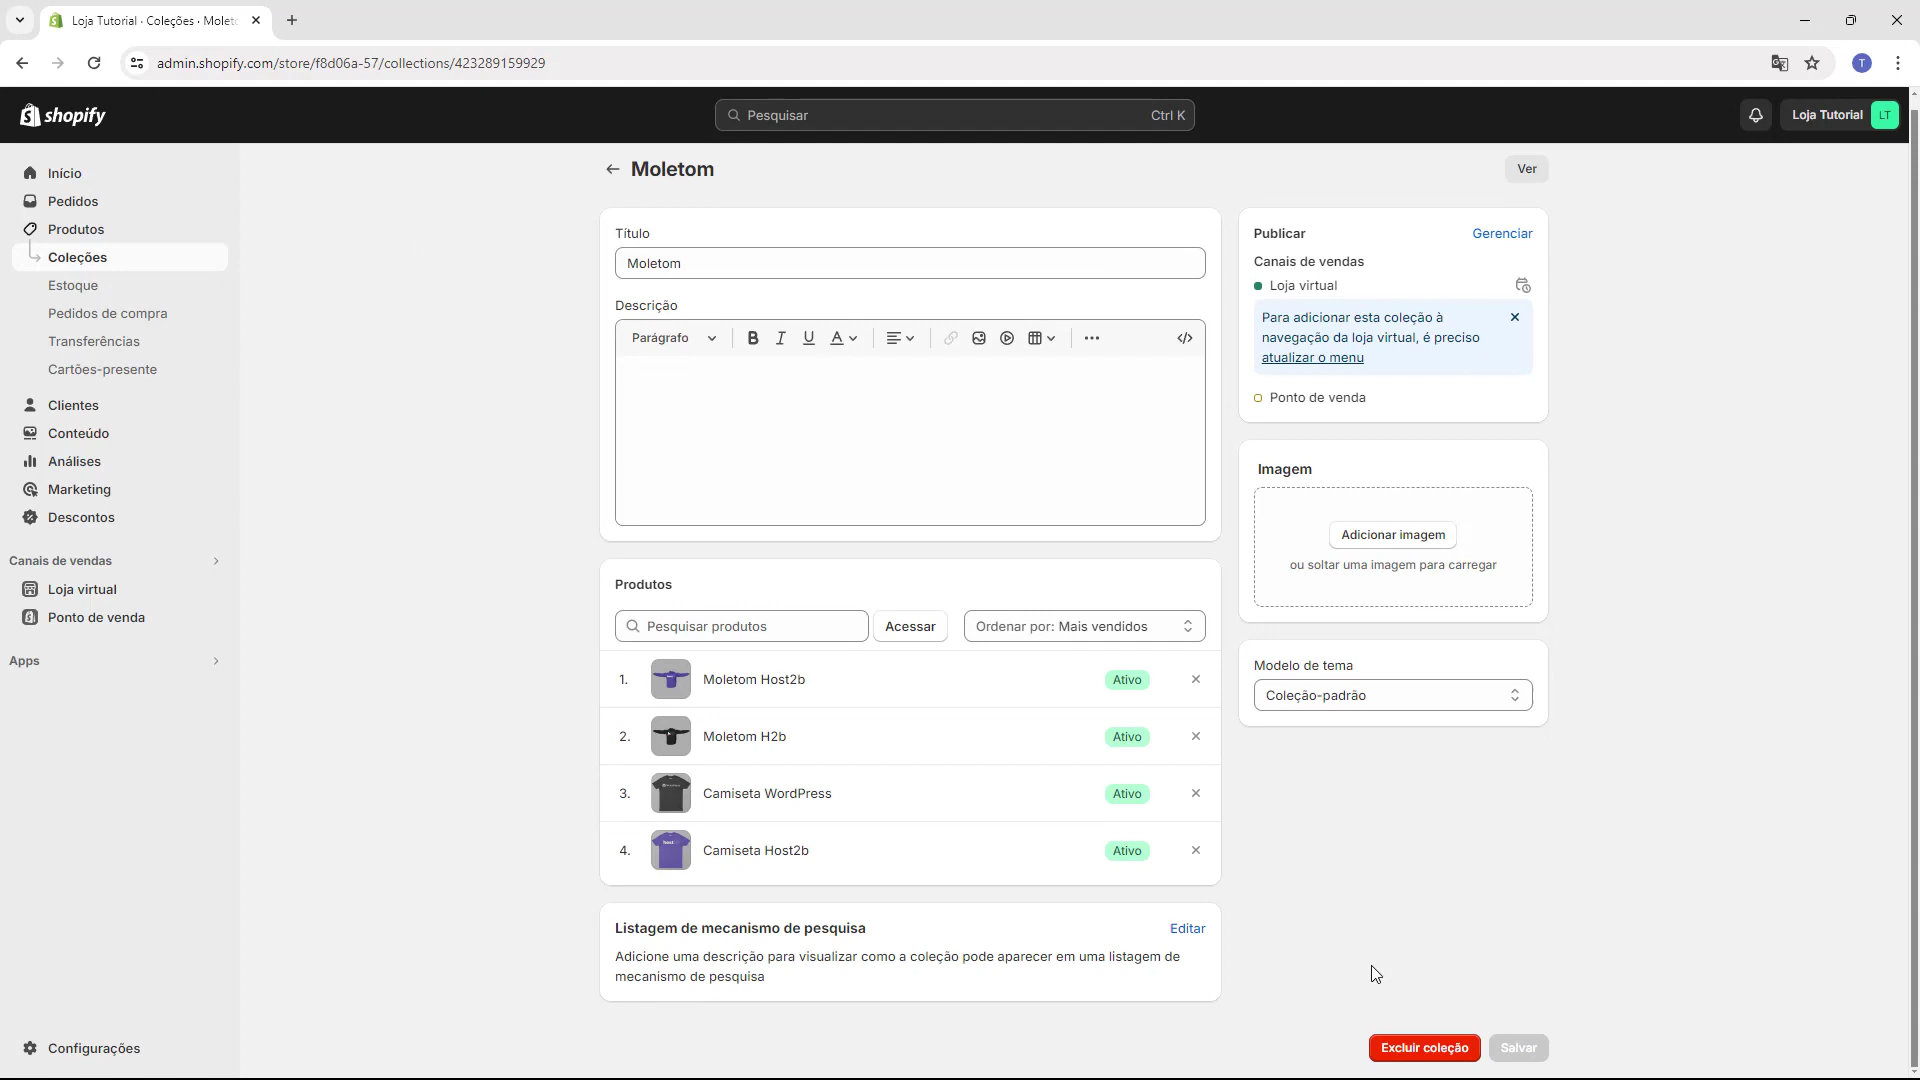 Loja Tutorial · Coleções · Molet
admin.shopify.com/store/f8d06a-57/collections/423289159929
T
shopify
Pesquisar
Ctrl K
Loja Tutorial
LT
Início
Pedidos
Produtos
Coleções
Estoque
Pedidos de compra
Transferências
Cartões-presente
Clientes
Conteúdo
Análises
Marketing
Descontos
Canais de vendas
Loja virtual
Ponto de venda
Apps
Configurações
Moletom
Ver
Título
Moletom
Descrição
Parágrafo
B I U A
Produtos
Pesquisar produtos
Acessar
Ordenar por: Mais vendidos
1. Moletom Host2b Ativo
2. Moletom H2b Ativo
3. Camiseta WordPress Ativo
4. Camiseta Host2b Ativo
Listagem de mecanismo de pesquisa
Editar
Adicione uma descrição para visualizar como a coleção pode aparecer em uma listagem de
mecanismo de pesquisa
Publicar
Gerenciar
Canais de vendas
Loja virtual
Para adicionar esta coleção à
navegação da loja virtual, é preciso
atualizar o menu
Ponto de venda
Imagem
Adicionar imagem
ou soltar uma imagem para carregar
Modelo de tema
Coleção-padrão
Excluir coleção
Salvar